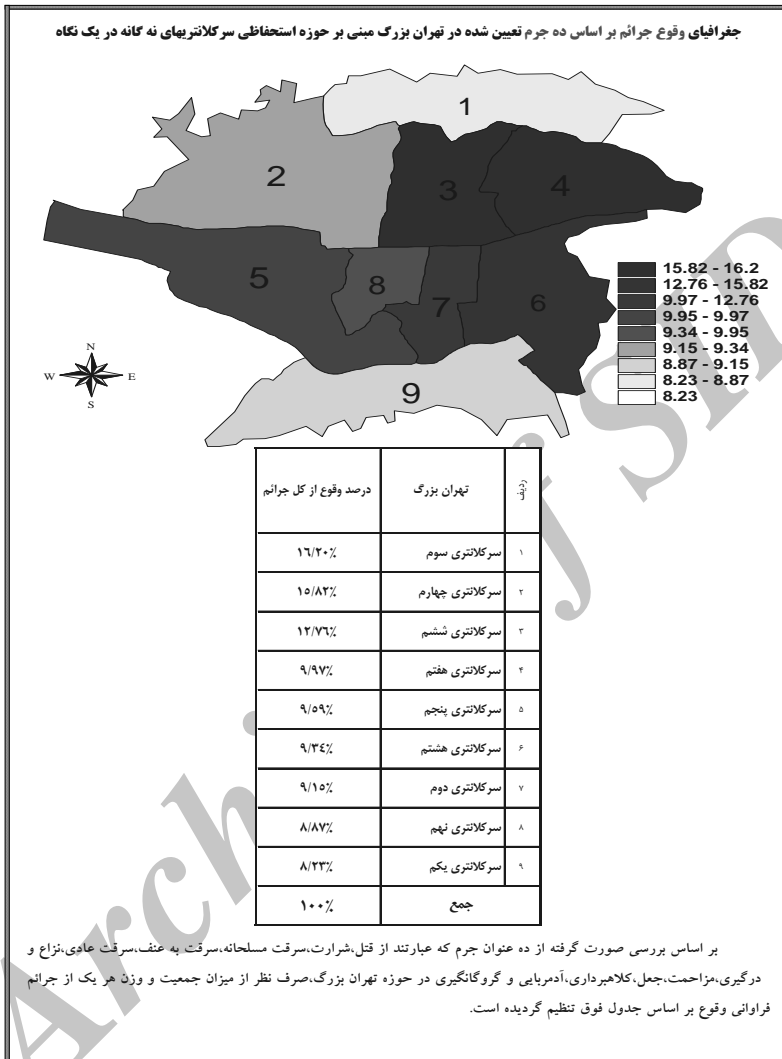 جغرافیای وقوع جرائم بر اساس ده جرم تعیین شده در تهران بزرگ مبنی بر حوزه استحفاظی سرکلانتریهای نه گانه در یک نگاه
1
2
3
4
5
8
7
6
9
15.82 - 16.2
12.76 - 15.82
9.97 - 12.76
9.95 - 9.97
9.34 - 9.95
9.15 - 9.34
8.87 - 9.15
8.23 - 8.87
8.23
N
W E
S
ردیف تهران بزرگ درصد وقوع از کل جرائم
۱ سرکلانتری سوم ۱۶/۲۰٪
۲ سرکلانتری چهارم ۱۵/۸۲٪
۳ سرکلانتری ششم ۱۲/۷۶٪
۴ سرکلانتری هفتم ۹/۹۷٪
۵ سرکلانتری پنجم ۹/۵۹٪
۶ سرکلانتری هشتم ۹/۳٤٪
۷ سرکلانتری دوم ۹/۱۵٪
۸ سرکلانتری نهم ۸/۸۷٪
۹ سرکلانتری یکم ۸/۲۳٪
جمع ۱۰۰٪
بر اساس بررسی صورت گرفته از ده عنوان جرم که عبارتند از قتل،شرارت،سرقت مسلحانه،سرقت به عنف،سرقت عادی،نزاع و
درگیری،مزاحمت،جعل،کلاهبرداری،آدمربایی و گروگانگیری در حوزه تهران بزرگ،صرف نظر از میزان جمعیت و وزن هر یک از جرائم
فراوانی وقوع بر اساس جدول فوق تنظیم گردیده است.